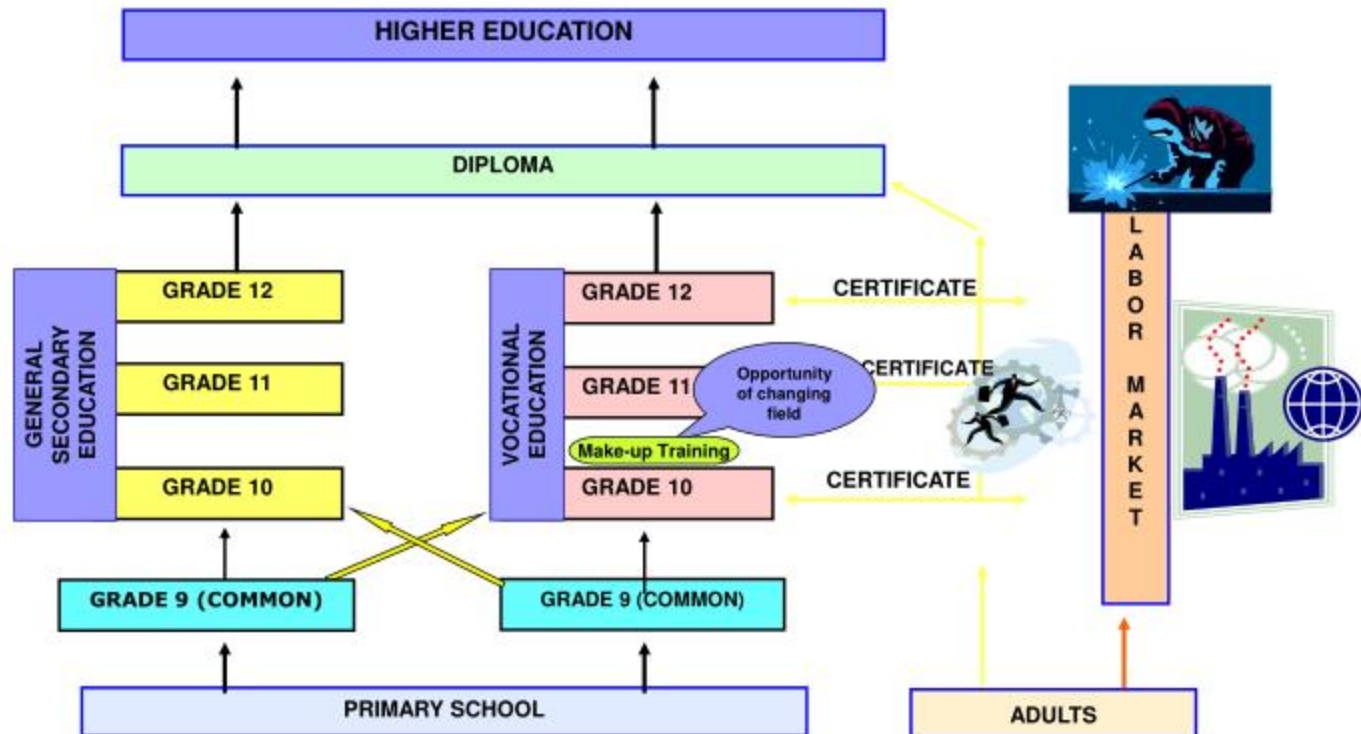 HIGHER EDUCATION
DIPLOMA
GENERAL
SECONDARY
EDUCATION
GRADE 12
GRADE 11
GRADE 10
VOCATIONAL
EDUCATION
GRADE 12
GRADE 11
Opportunity
of changing
field
Make-up Training
GRADE 10
CERTIFICATE
CERTIFICATE
CERTIFICATE
LABOR MARKET
GRADE 9 (COMMON)
GRADE 9 (COMMON)
PRIMARY SCHOOL
ADULTS